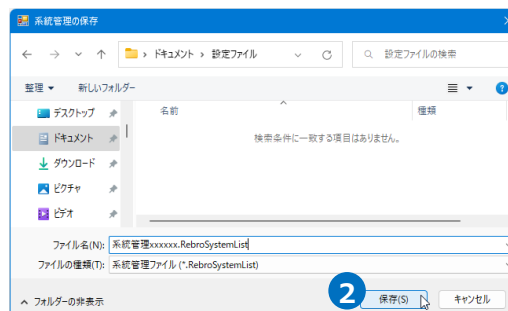 系統管理の保存
ドキュメント › 設定ファイル
設定ファイルの検索
整理 新しいフォルダー
?
名前 種類
検索条件に一致する項目はありません。
デスクトップ
ドキュメント
ダウンロード
ピクチャ
ビデオ
ファイル名(N): 系統管理xxxxxx.RebroSystemList
ファイルの種類(T): 系統管理ファイル (*.RebroSystemList)
フォルダーの非表示
2
保存(S) キャンセル